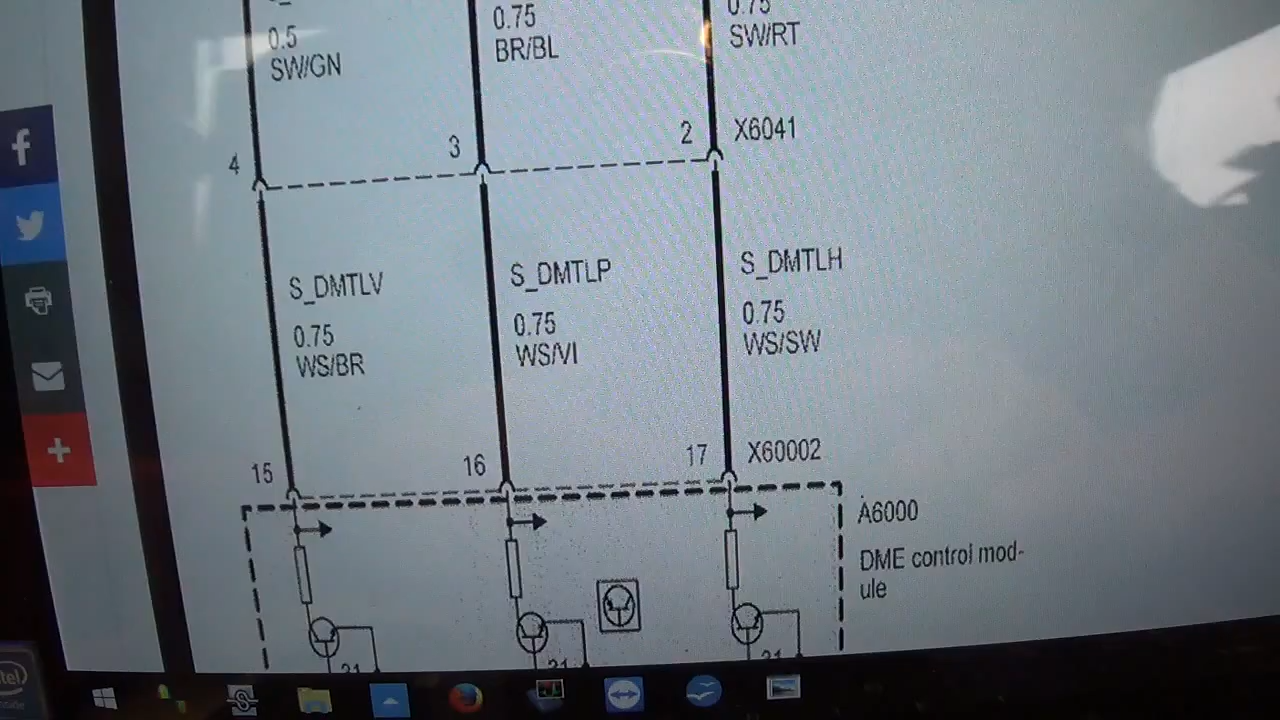 0.5
SW/GN
0.75
BR/BL
0.75
SW/RT
4
3
2
X6041
S_DMTLV
0.75
WS/BR
S_DMTLP
0.75
WS/VI
S_DMTLH
0.75
WS/SW
15
16
17
X60002
A6000
DME control mod-
ule